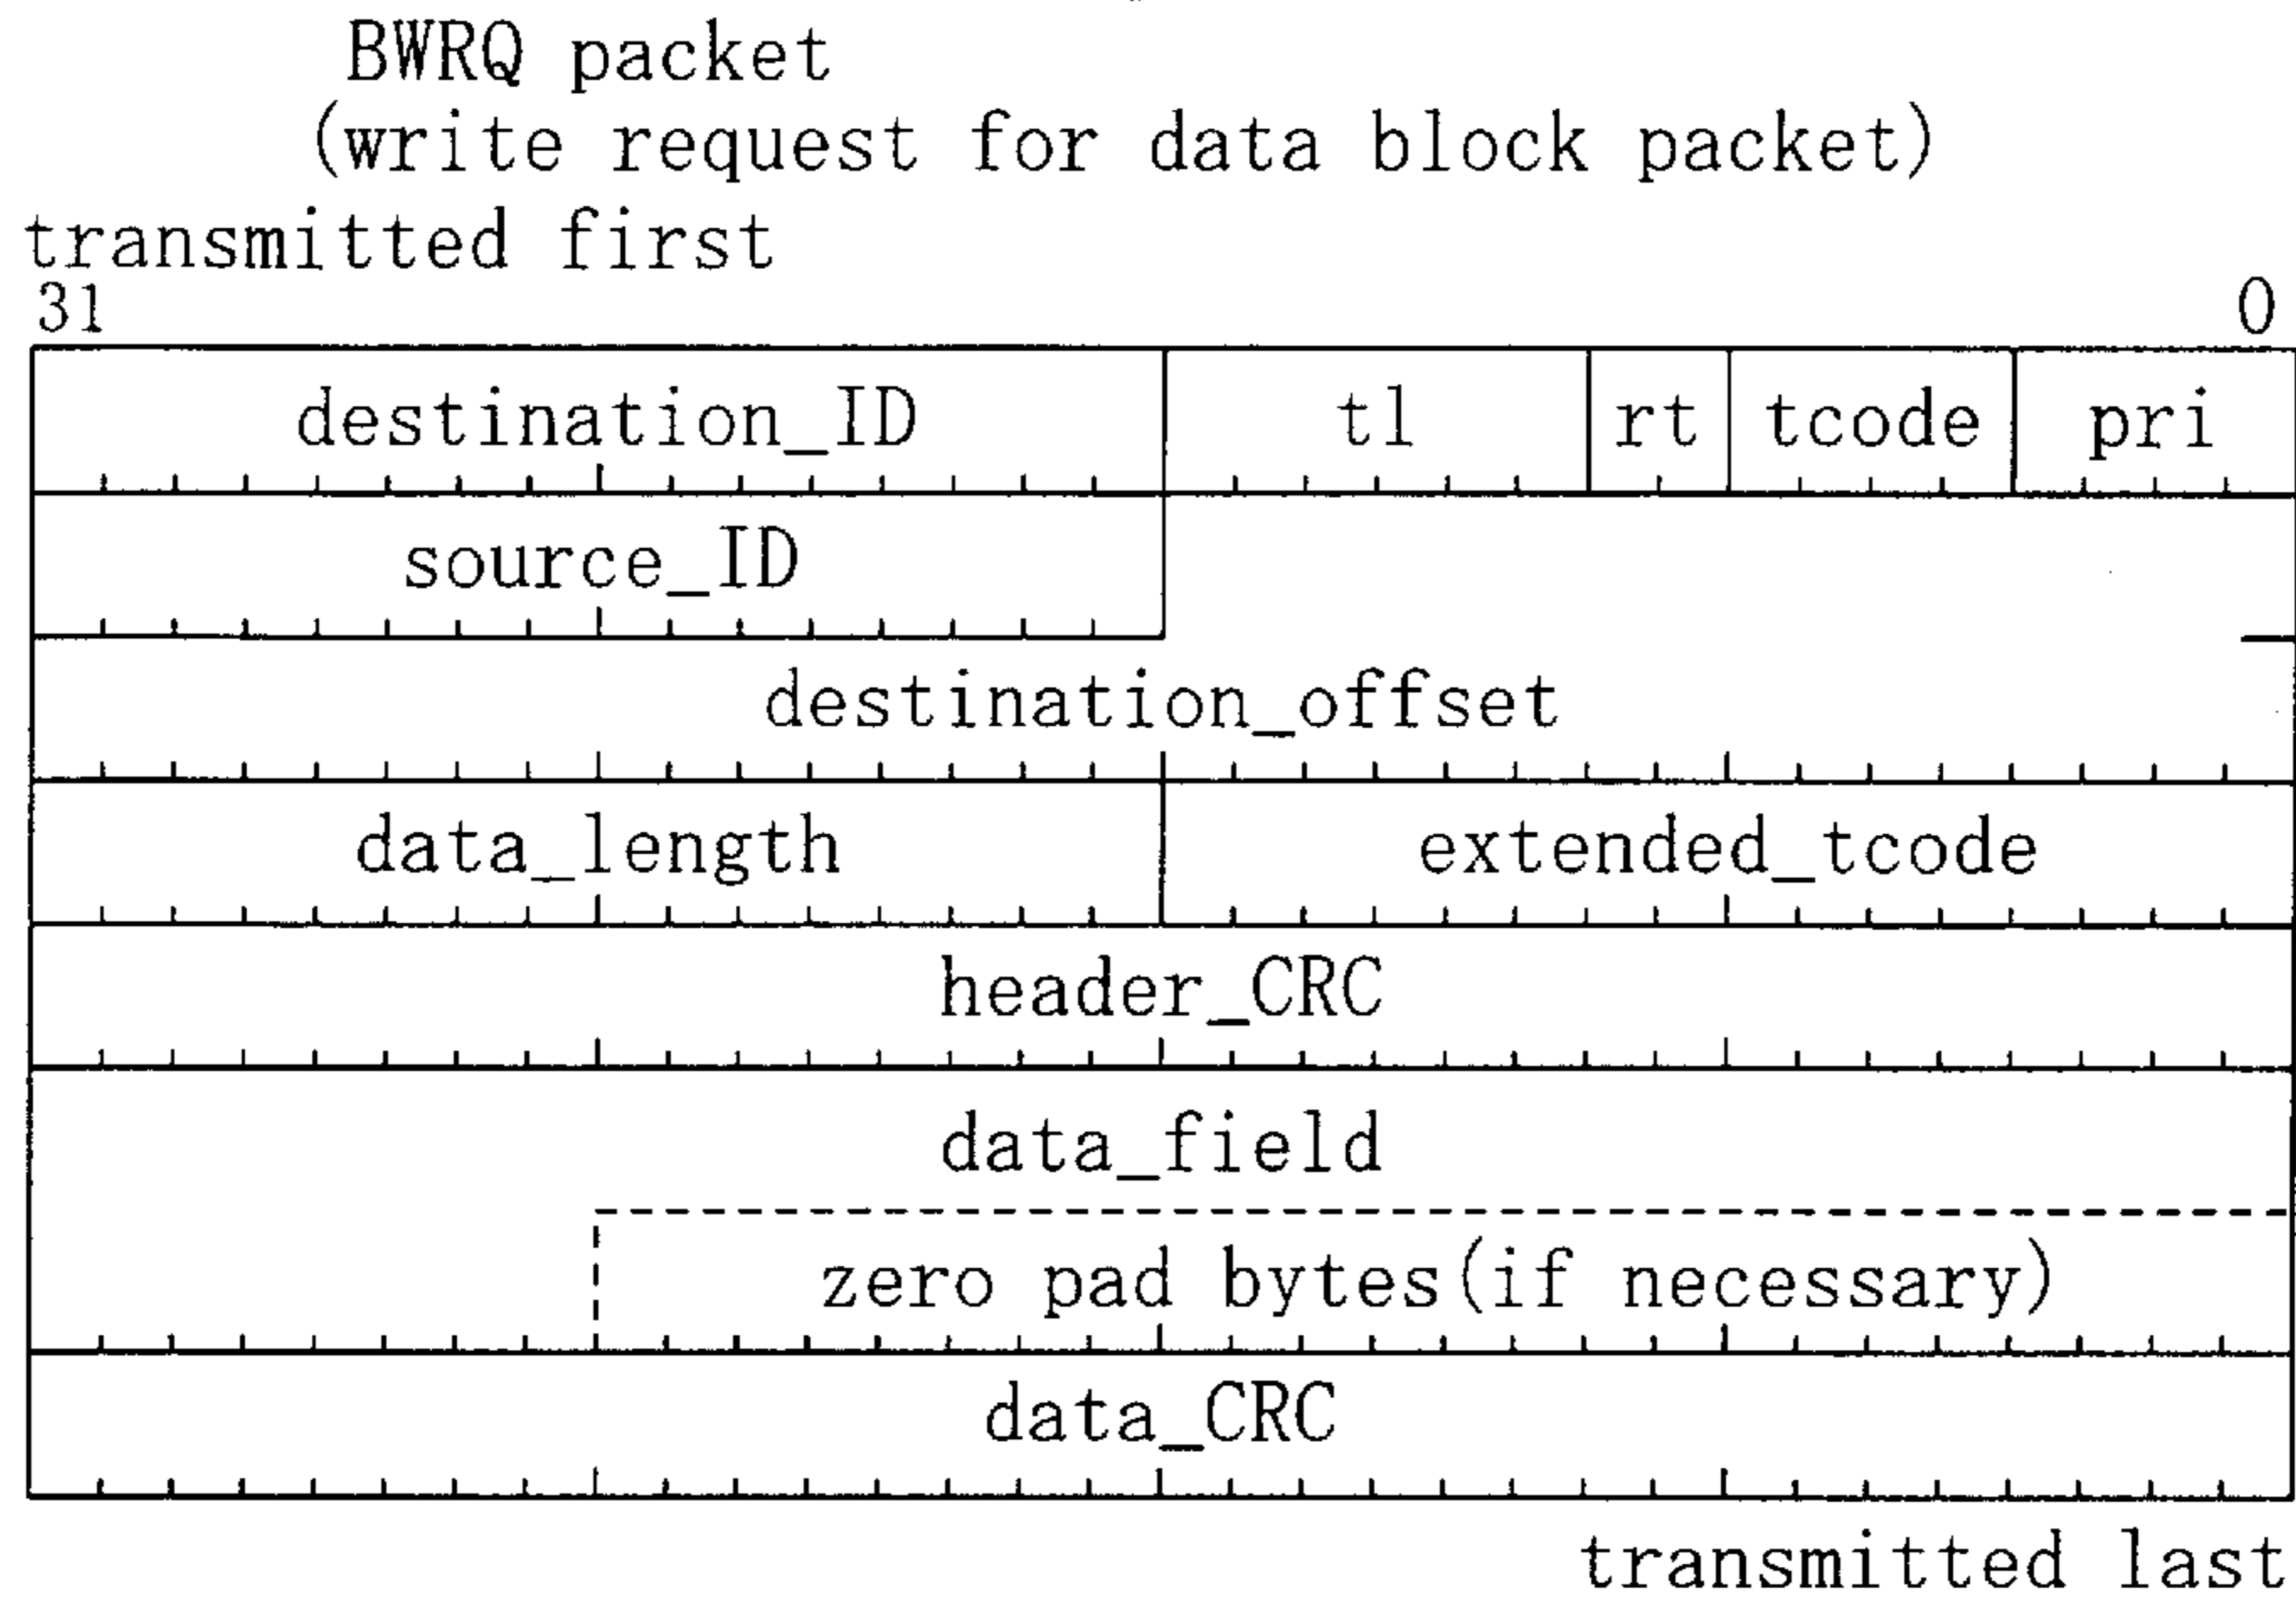 BWRQ packet
(write request for data block packet)
transmitted first
31 0
destination_ID tl rt tcode pri
source_ID
destination_offset
data_length extended_tcode
header_CRC
data_field
zero pad bytes(if necessary)
data_CRC
transmitted last